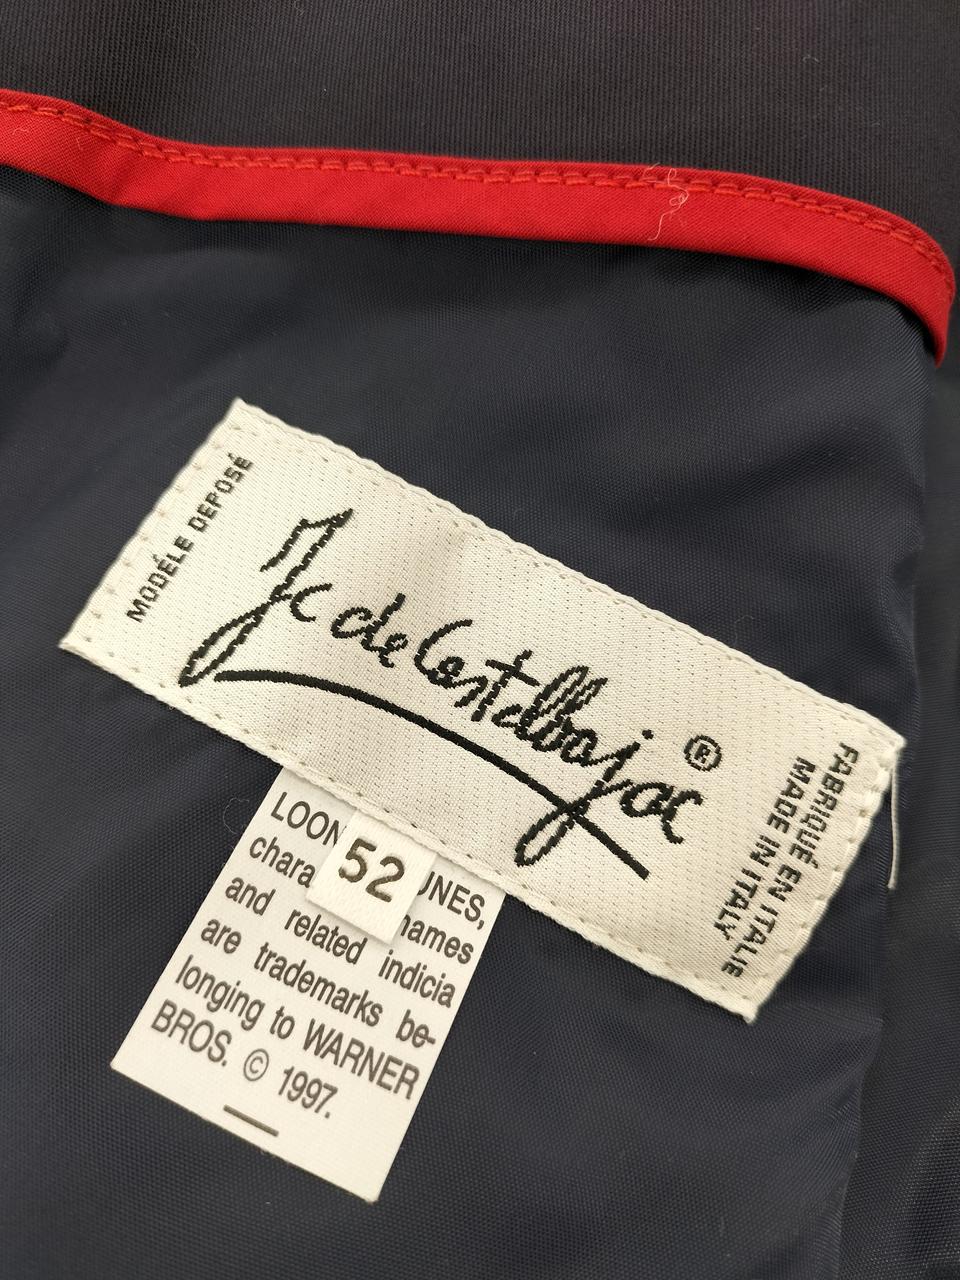 MODÉLE DEPOSÉ
Jc de Castelbajac ®
FABRIQUÉ EN ITALIE
MADE IN ITALY
52
LOON UNES,
chara names
and related indicia
are trademarks be-
longing to WARNER
BROS. © 1997.